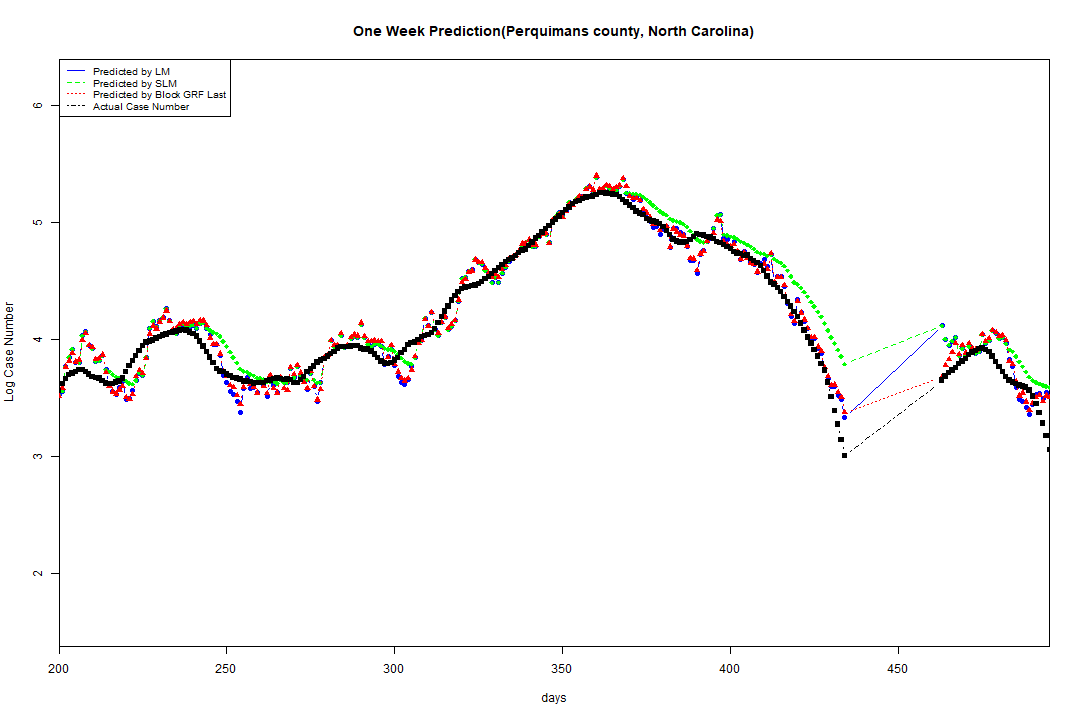 One Week Prediction(Perquimans county, North Carolina)
Predicted by LM
Predicted by SLM
Predicted by Block GRF Last
Actual Case Number
6
5
4
3
2
Log Case Number
200 250 300 350 400 450
days